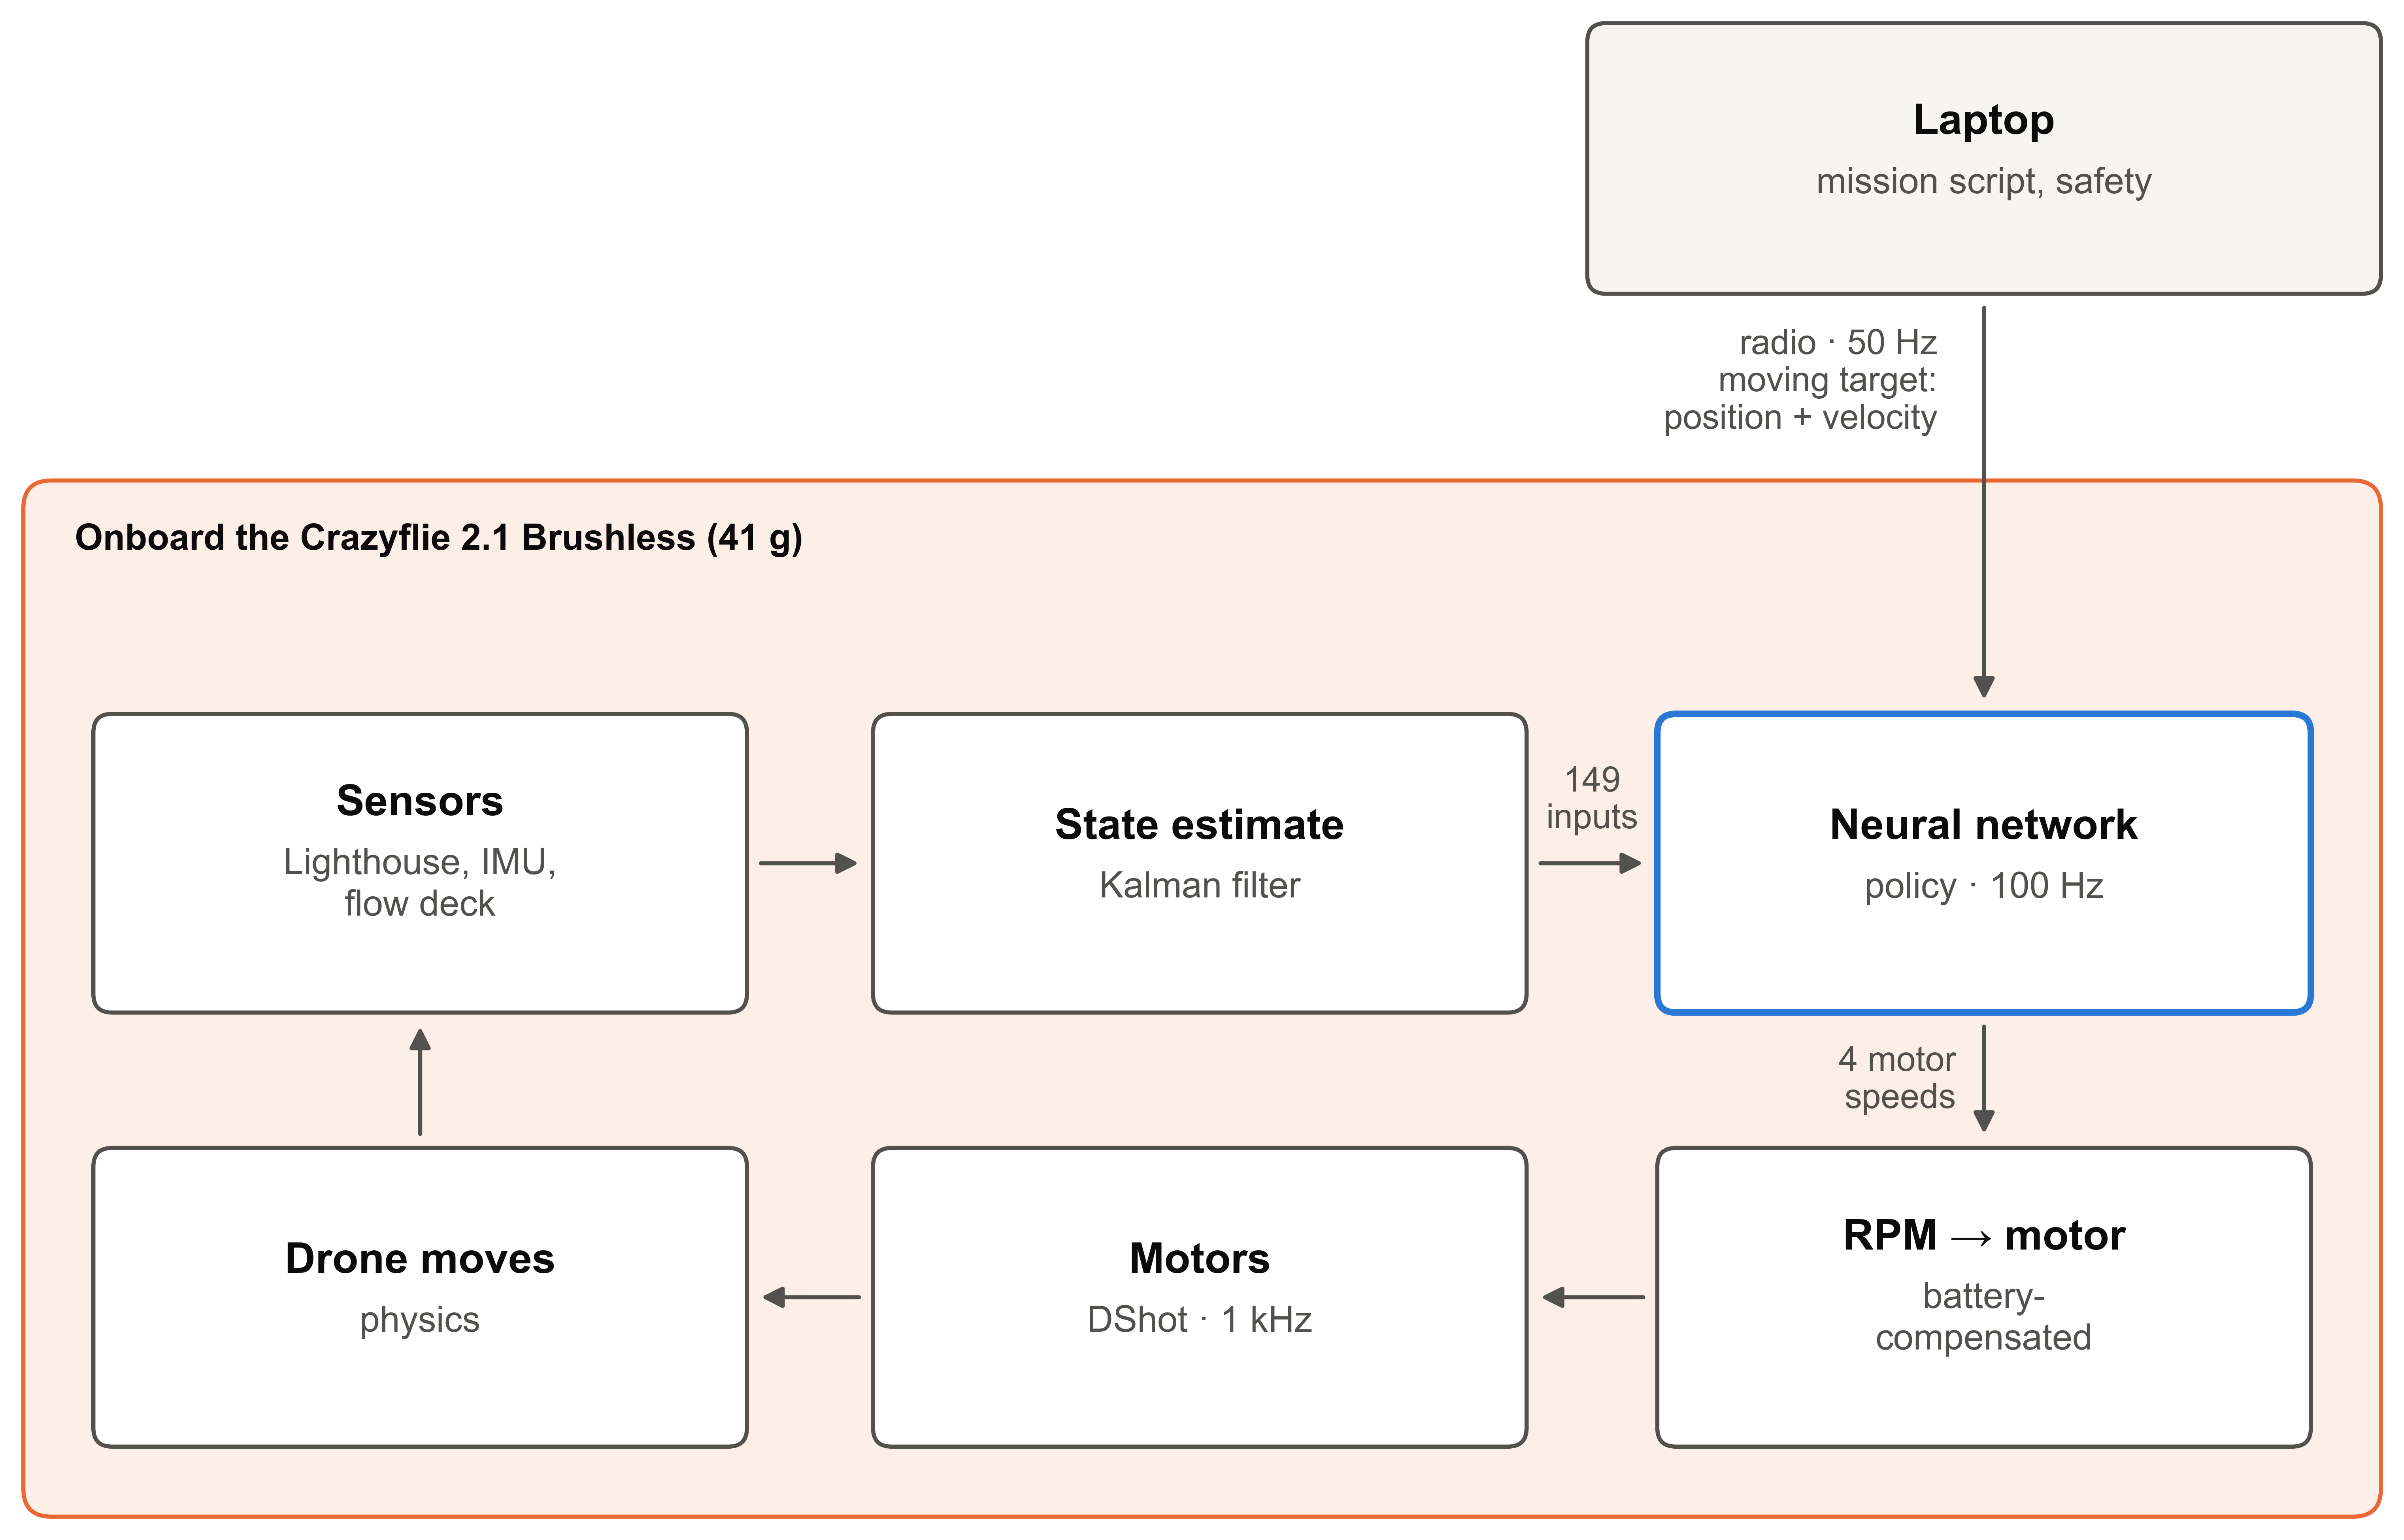 Laptop
mission script, safety
radio · 50 Hz
moving target:
position + velocity
Onboard the Crazyflie 2.1 Brushless (41 g)
Sensors
Lighthouse, IMU,
flow deck
State estimate
Kalman filter
149
inputs
Neural network
policy · 100 Hz
4 motor
speeds
Drone moves
physics
Motors
DShot · 1 kHz
RPM → motor
battery-
compensated